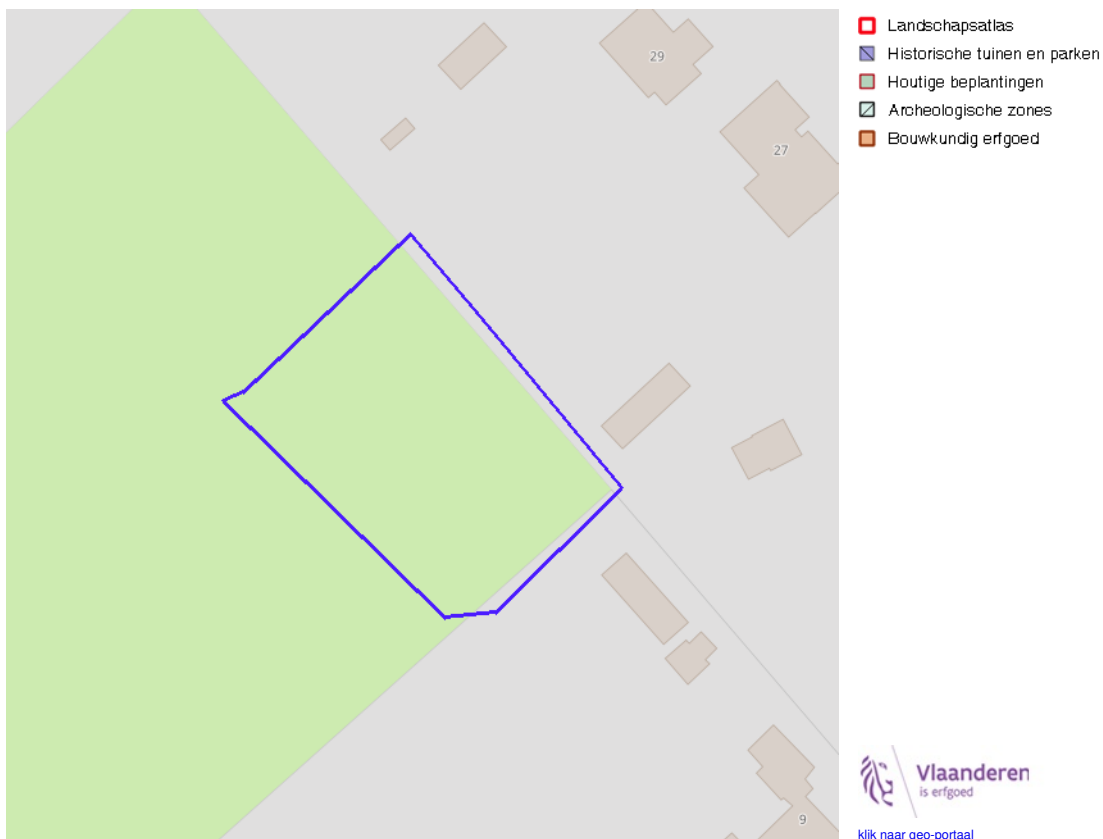 29
27
9
Landschapsatlas
Historische tuinen en parken
Houtige beplantingen
Archeologische zones
Bouwkundig erfgoed
Vlaanderen
is erfgoed
klik naar geo-portaal